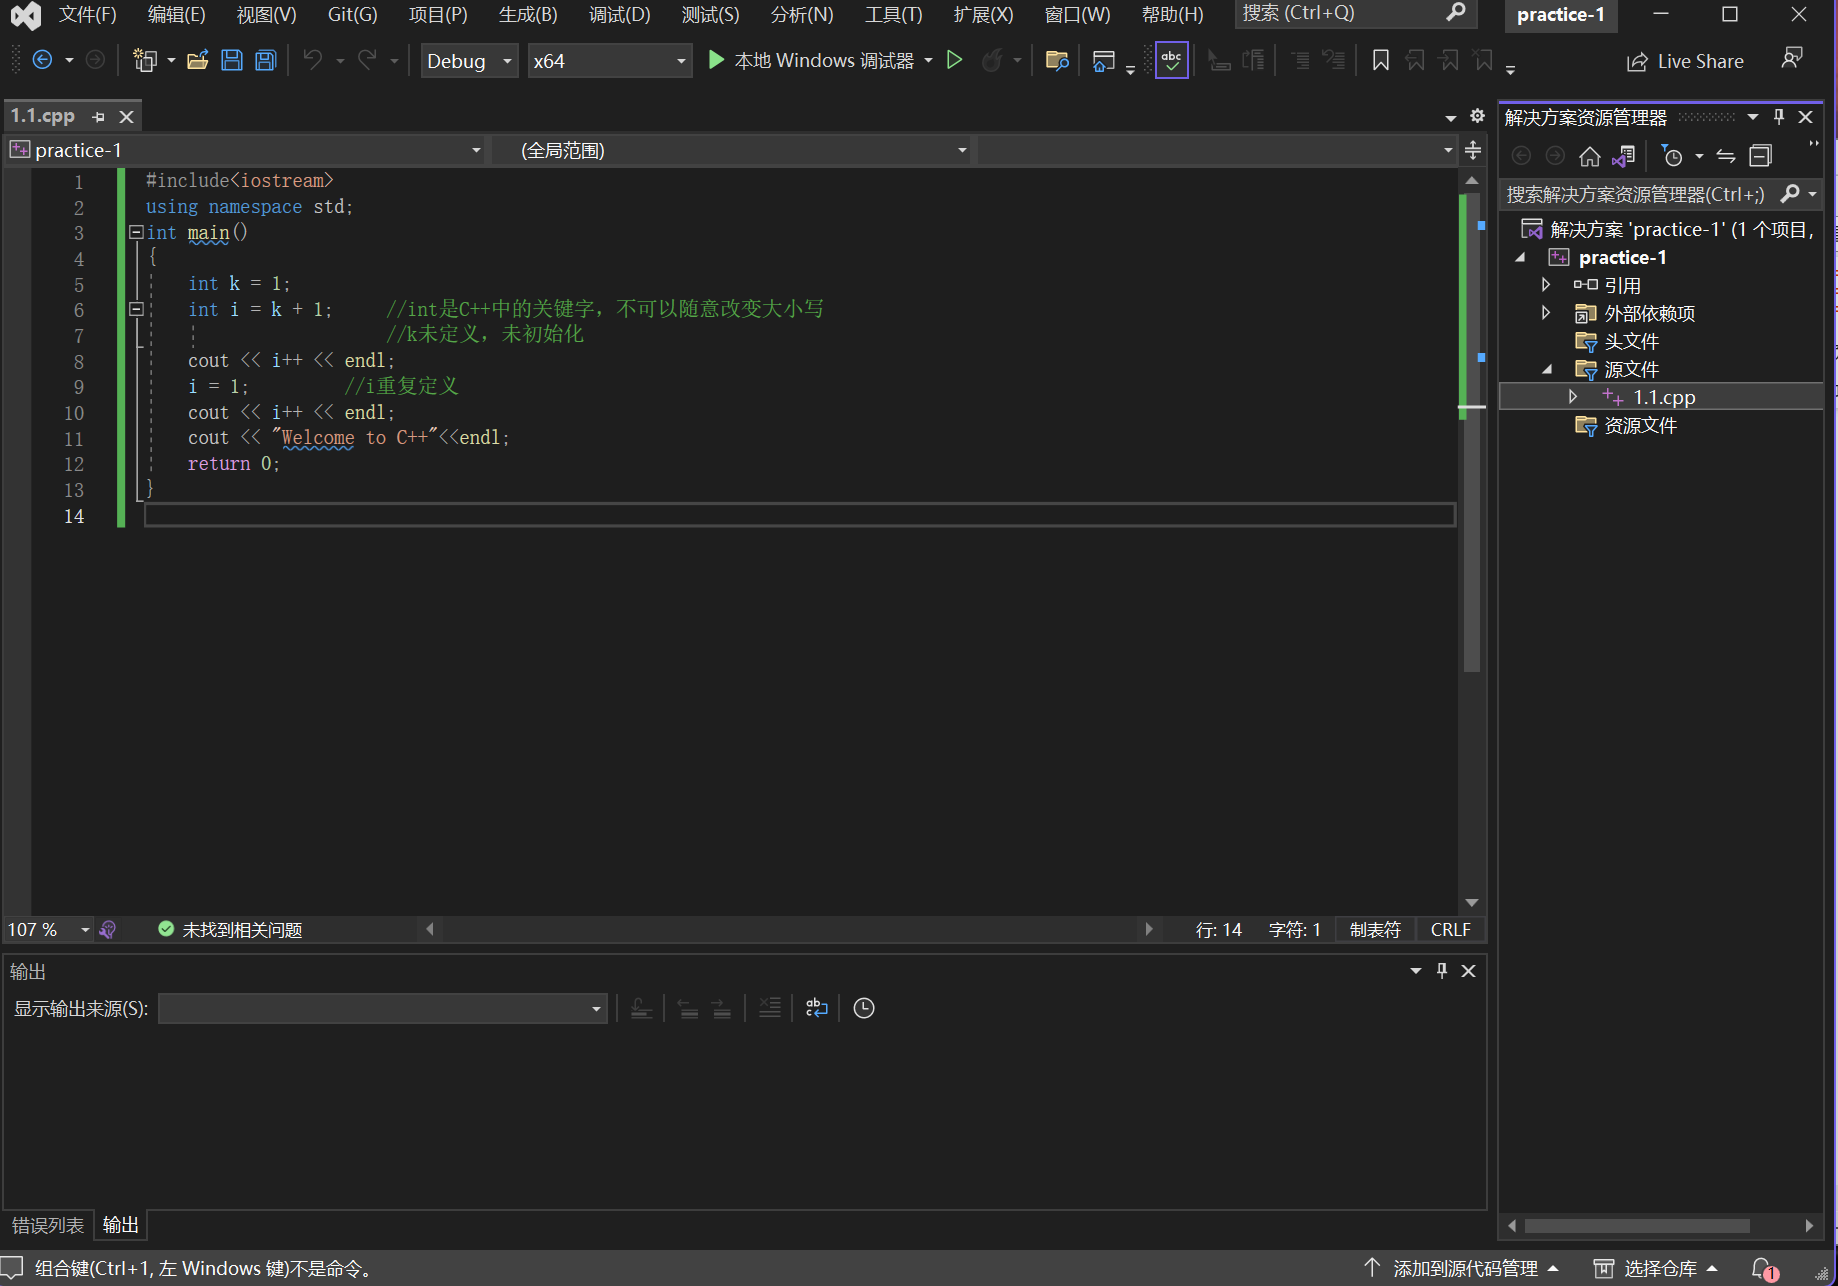 文件(F) 编辑(E) 视图(V) Git(G) 项目(P) 生成(B) 调试(D) 测试(S) 分析(N) 工具(T) 扩展(X) 窗口(W) 帮助(H) 搜索 (Ctrl+Q) practice-1
Debug x64 本地 Windows 调试器 abc Live Share
1.1.cpp
practice-1 (全局范围)
1 #include<iostream>
2 using namespace std;
3 int main()
4 {
5 int k = 1;
6 int i = k + 1; //int是C++中的关键字，不可以随意改变大小写
7 //k未定义，未初始化
8 cout << i++ << endl;
9 i = 1; //i重复定义
10 cout << i++ << endl;
11 cout << "Welcome to C++"<<endl;
12 return 0;
13 }
14
107 % 未找到相关问题 行: 14 字符: 1 制表符 CRLF
输出
显示输出来源(S):
错误列表 输出
解决方案资源管理器
搜索解决方案资源管理器(Ctrl+;)
解决方案 'practice-1' (1 个项目,
practice-1
引用
外部依赖项
头文件
源文件
1.1.cpp
资源文件
组合键(Ctrl+1, 左 Windows 键)不是命令。 添加到源代码管理 选择仓库 1